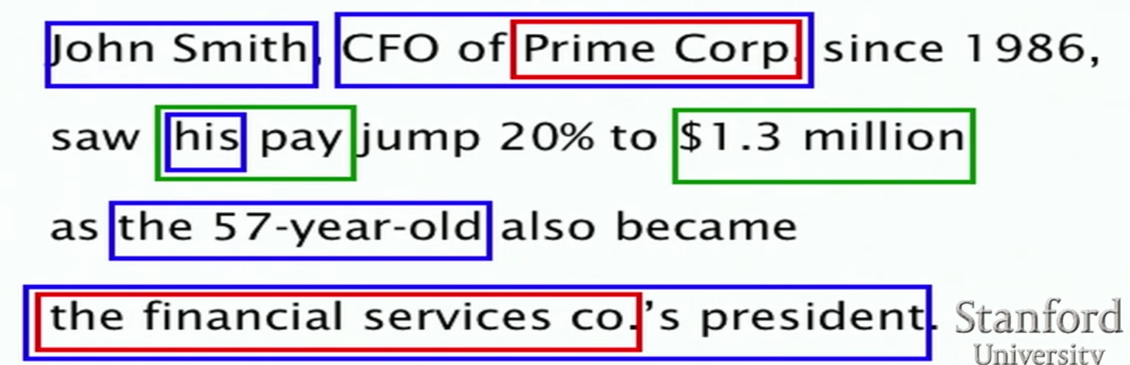 John Smith, CFO of Prime Corp. since 1986,
saw his pay jump 20% to $1.3 million
as the 57-year-old also became
the financial services co.’s president.
Stanford
University